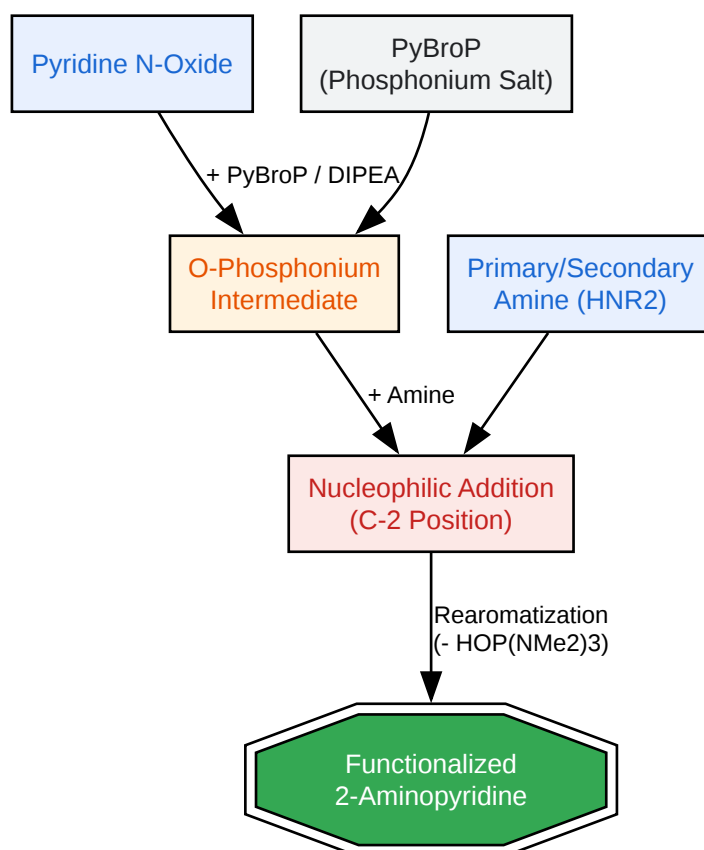 Pyridine N-Oxide
PyBroP
(Phosphonium Salt)
+ PyBroP / DIPEA
O-Phosphonium
Intermediate
Primary/Secondary
Amine (HNR2)
+ Amine
Nucleophilic Addition
(C-2 Position)
Rearomatization
(- HOP(NMe2)3)
Functionalized
2-Aminopyridine